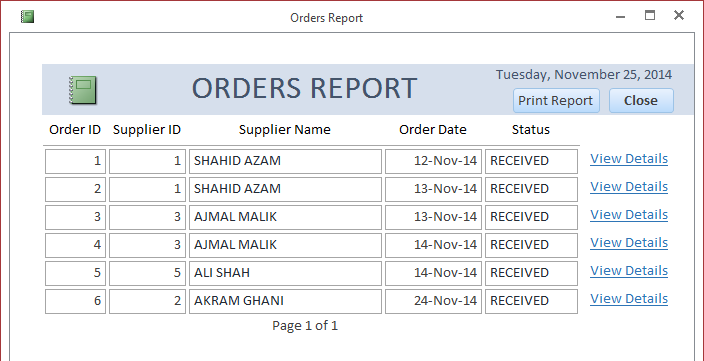 Orders Report
Tuesday, November 25, 2014
ORDERS REPORT
Print Report Close
Order ID Supplier ID Supplier Name Order Date Status
1 1 SHAHID AZAM 12-Nov-14 RECEIVED View Details
2 1 SHAHID AZAM 13-Nov-14 RECEIVED View Details
3 3 AJMAL MALIK 13-Nov-14 RECEIVED View Details
4 3 AJMAL MALIK 14-Nov-14 RECEIVED View Details
5 5 ALI SHAH 14-Nov-14 RECEIVED View Details
6 2 AKRAM GHANI 24-Nov-14 RECEIVED View Details
Page 1 of 1